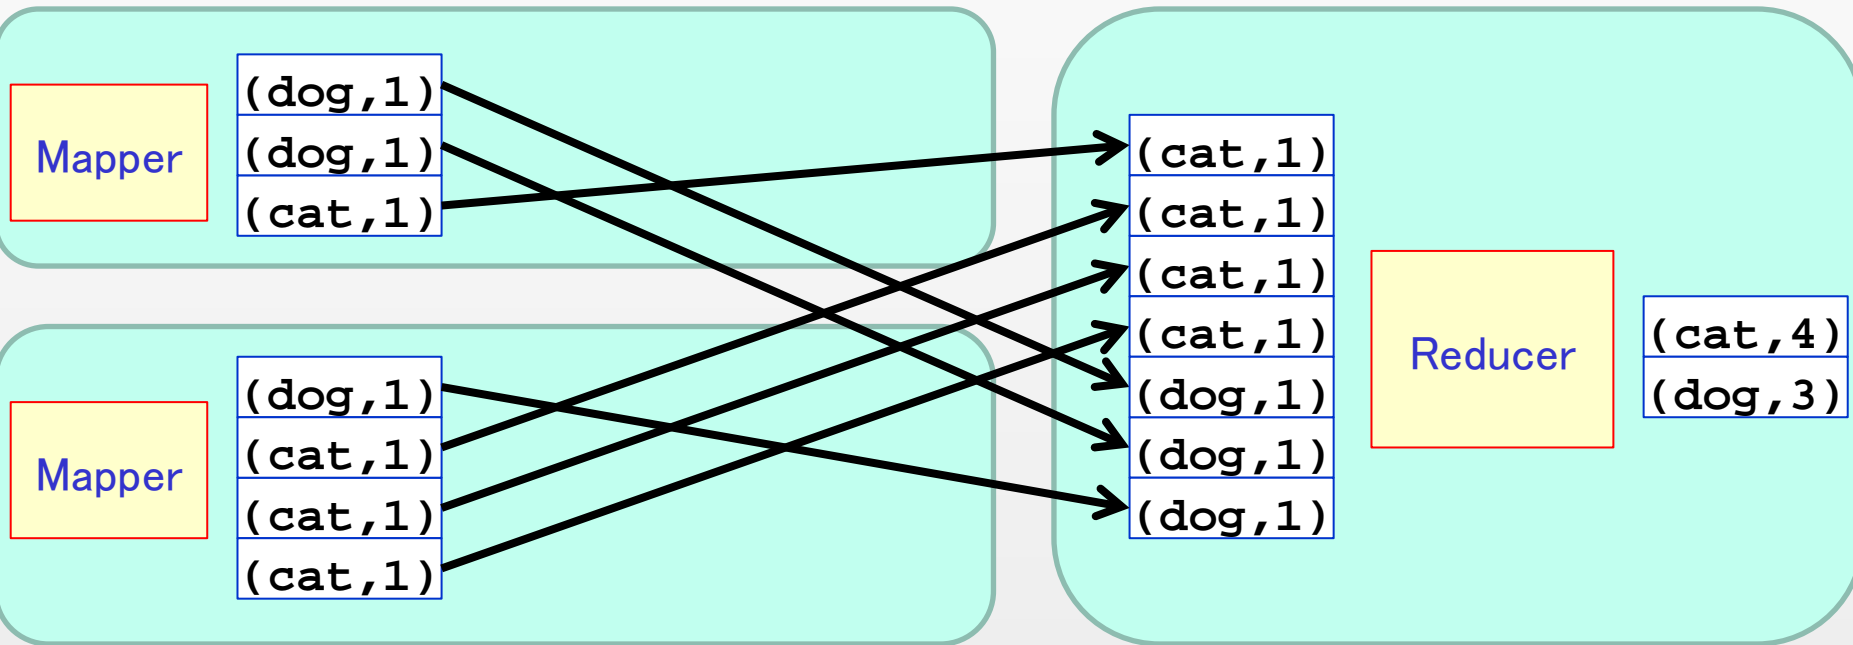 Mapper
(dog,1)
(dog,1)
(cat,1)
Mapper
(dog,1)
(cat,1)
(cat,1)
(cat,1)
(cat,1)
(cat,1)
(cat,1)
(cat,1)
(dog,1)
(dog,1)
(dog,1)
Reducer
(cat,4)
(dog,3)